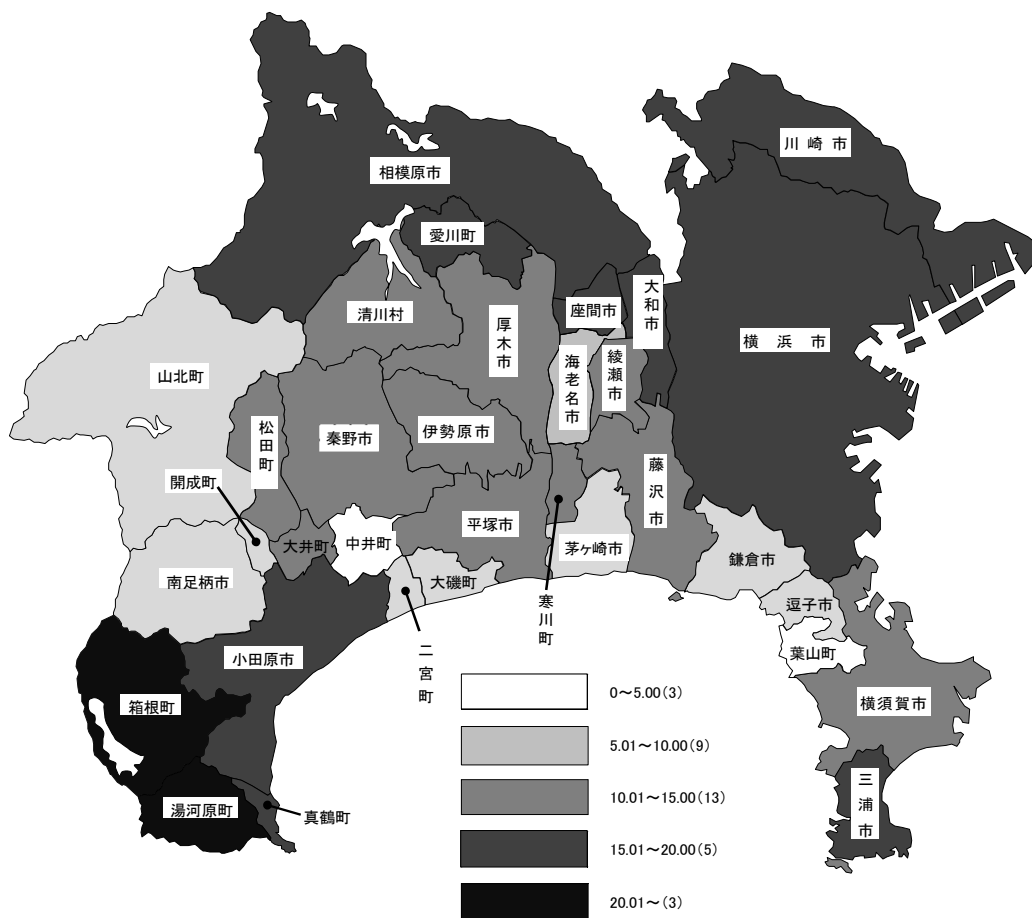 川崎市
相模原市
愛川町
大和市
座間市
清川村
厚木市
横浜市
海老名市
綾瀬市
山北町
松田町
秦野市
伊勢原市
藤沢市
開成町
平塚市
大井町
中井町
茅ヶ崎市
鎌倉市
南足柄市
大磯町
寒川町
逗子市
二宮町
葉山町
小田原市
箱根町
横須賀市
三浦市
湯河原町
真鶴町
0～5.00(3)
5.01～10.00(9)
10.01～15.00(13)
15.01～20.00(5)
20.01～(3)